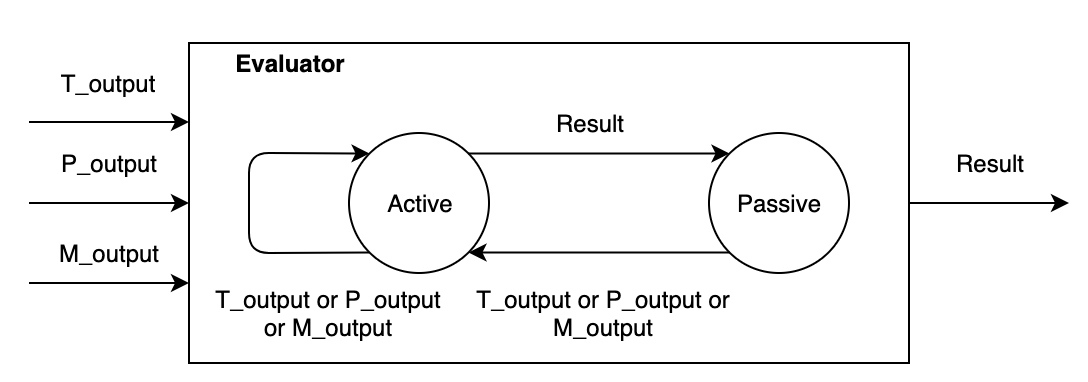 Evaluator
T_output
P_output
M_output
Result
Active
Passive
Result
T_output or P_output
or M_output
T_output or P_output or
M_output